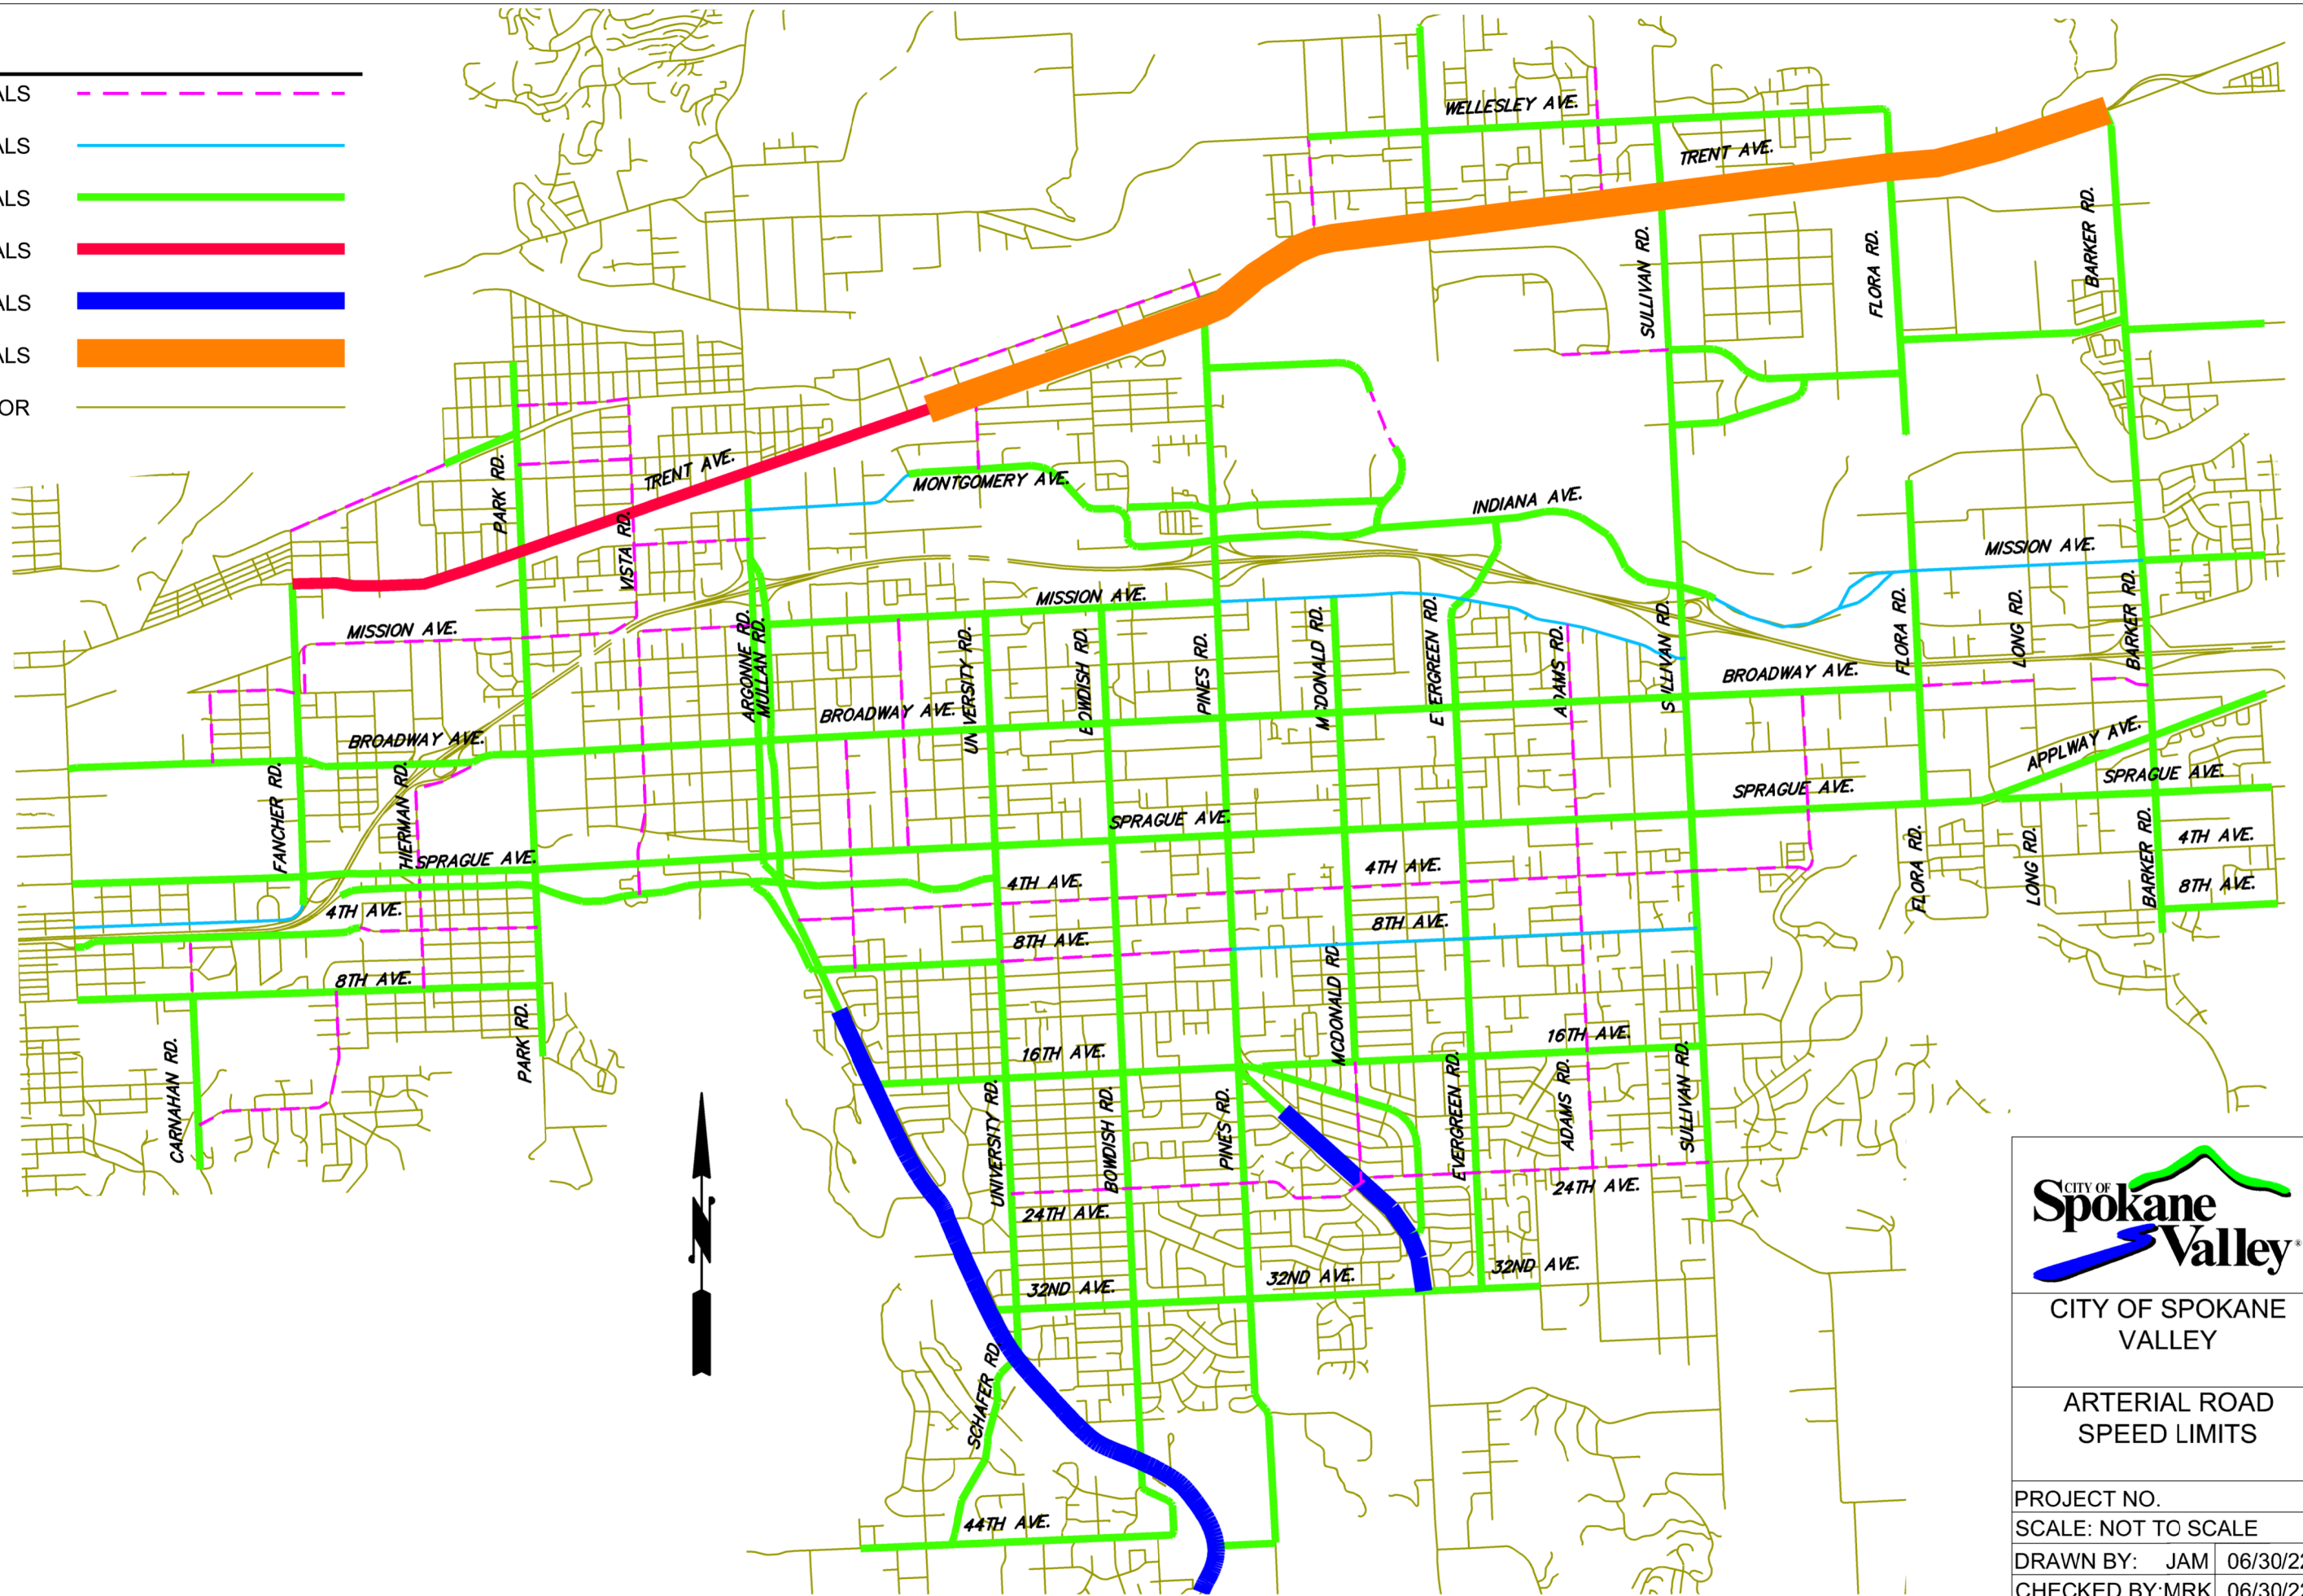 ALS
ALS
ALS
ALS
ALS
ALS
OR
WELLESLEY AVE.
TRENT AVE.
BARKER RD.
SULLIVAN RD.
FLORA RD.
PARK RD.
TRENT AVE.
MONTGOMERY AVE.
INDIANA AVE.
VISTA RD.
MISSION AVE.
MISSION AVE.
MISSION AVE.
ARGONNE RD.
MULLAN RD.
UNIVERSITY RD.
BOWDISH RD.
PINES RD.
MCDONALD RD.
EVERGREEN RD.
ADAMS RD.
SULLIVAN RD.
FLORA RD.
LONG RD.
BARKER RD.
BROADWAY AVE.
BROADWAY AVE.
BROADWAY AVE.
APPLWAY AVE.
FANCHER RD.
THIERMAN RD.
SPRAGUE AVE.
SPRAGUE AVE.
SPRAGUE AVE.
SPRAGUE AVE.
4TH AVE.
4TH AVE.
4TH AVE.
4TH AVE.
FLORA RD.
LONG RD.
BARKER RD.
8TH AVE.
8TH AVE.
8TH AVE.
8TH AVE.
MCDONALD RD.
CARNAHAN RD.
PARK RD.
16TH AVE.
16TH AVE.
UNIVERSITY RD.
BOWDISH RD.
PINES RD.
EVERGREEN RD.
ADAMS RD.
SULLIVAN RD.
24TH AVE.
24TH AVE.
32ND AVE.
32ND AVE.
32ND AVE.
SCHAFER RD.
44TH AVE.
N
CITY OF
Spokane
Valley®
CITY OF SPOKANE
VALLEY
ARTERIAL ROAD
SPEED LIMITS
PROJECT NO.
SCALE: NOT TO SCALE
DRAWN BY: JAM 06/30/22
CHECKED BY: MRK 06/30/22